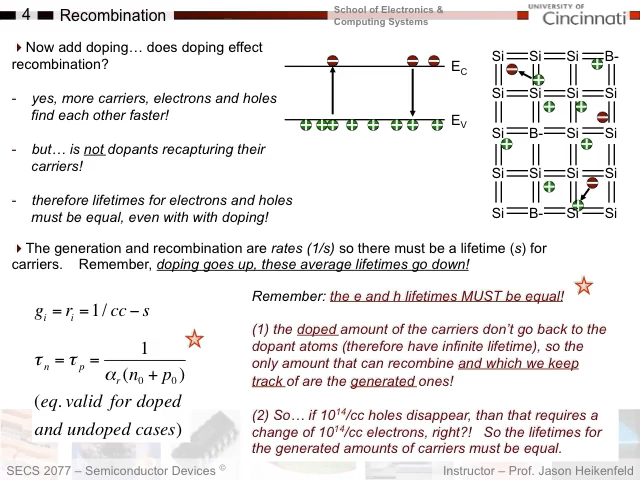 4 Recombination
School of Electronics &
Computing Systems
UNIVERSITY OF
Cincinnati
Now add doping… does doping effect
recombination?
- yes, more carriers, electrons and holes
find each other faster!
- but… is not dopants recapturing their
carriers!
- therefore lifetimes for electrons and holes
must be equal, even with with doping!
E_C
E_V
Si Si Si B-
Si Si Si Si
Si B- Si Si
Si Si Si Si
Si B- Si Si
The generation and recombination are rates (1/s) so there must be a lifetime (s) for
carriers. Remember, doping goes up, these average lifetimes go down!
g_i = r_i = 1/cc − s
τ_n = τ_p = 1 / α_r(n_0 + p_0)
(eq. valid for doped
and undoped cases)
Remember: the e and h lifetimes MUST be equal!
(1) the doped amount of the carriers don't go back to the
dopant atoms (therefore have infinite lifetime), so the
only amount that can recombine and which we keep
track of are the generated ones!
(2) So… if 10^14/cc holes disappear, than that requires a
change of 10^14/cc electrons, right?! So the lifetimes for
the generated amounts of carriers must be equal.
SECS 2077 – Semiconductor Devices ©
Instructor – Prof. Jason Heikenfeld